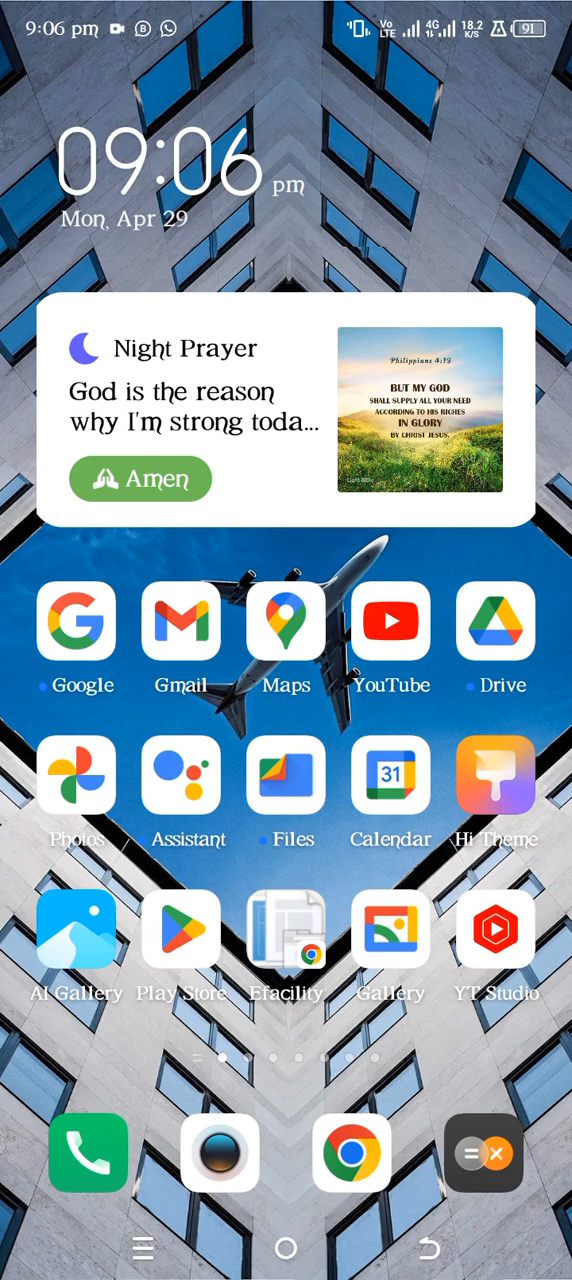 9:06 pm
Vo LTE 4G 18.2 K/S 91
09:06 pm
Mon, Apr 29
Night Prayer
God is the reason
why I'm strong toda...
Amen
Philippians 4:19
BUT MY GOD
SHALL SUPPLY ALL YOUR NEED
ACCORDING TO HIS RICHES
IN GLORY
BY CHRIST JESUS.
Light Bible
Google Gmail Maps YouTube Drive
31
Photos Assistant Files Calendar Hi Theme
AI Gallery Play Store Efacility Gallery YT Studio